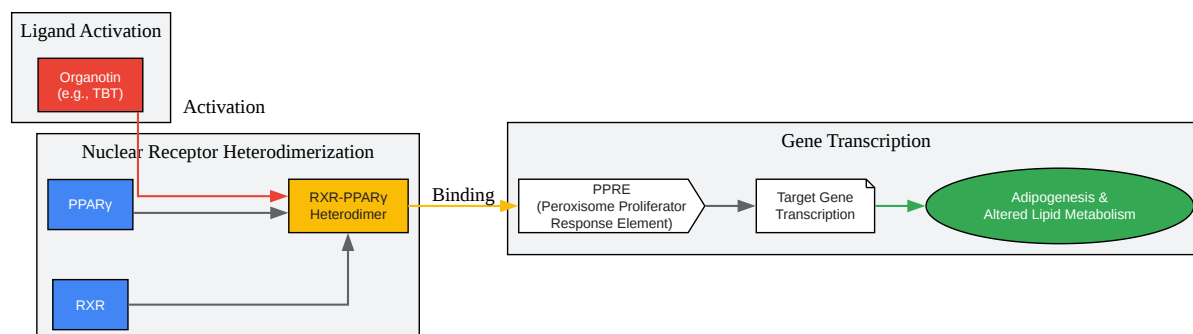 Ligand Activation
Organotin
(e.g., TBT)
Activation
Nuclear Receptor Heterodimerization
PPARγ
RXR-PPARγ
Heterodimer
RXR
Binding
Gene Transcription
PPRE
(Peroxisome Proliferator
Response Element)
Target Gene
Transcription
Adipogenesis &
Altered Lipid Metabolism